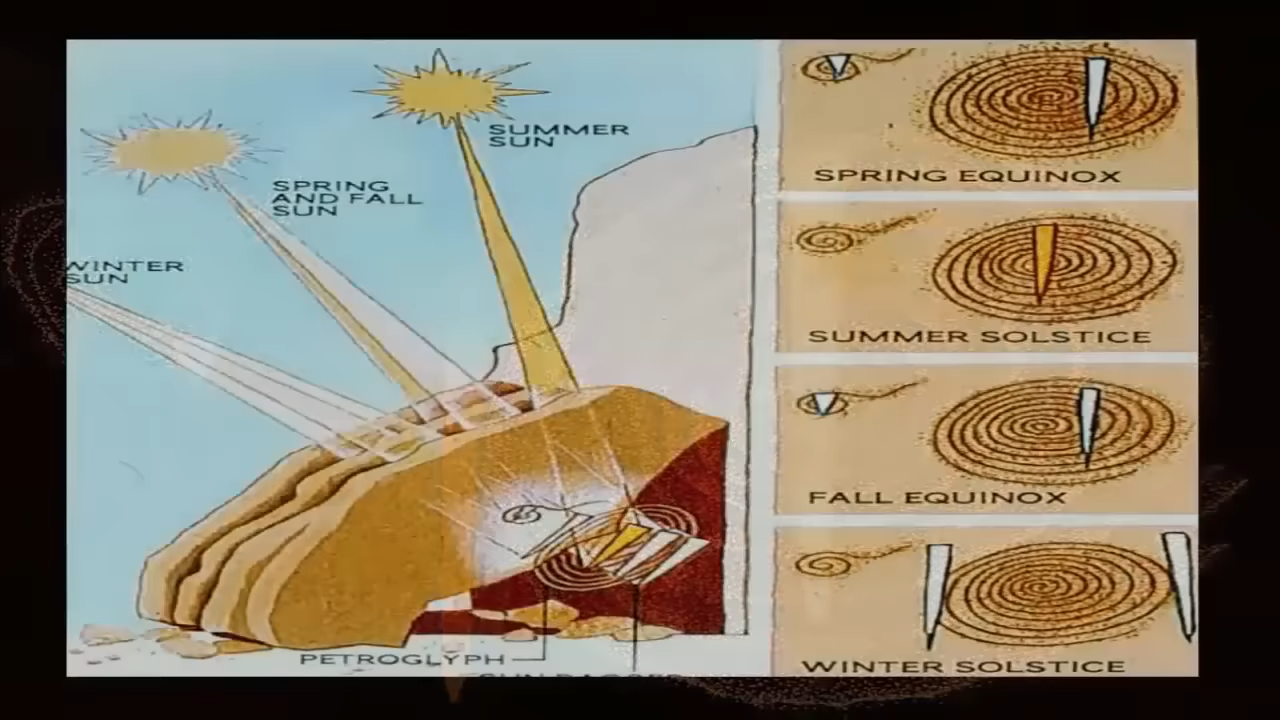 SUMMER
SUN
SPRING
AND FALL
SUN
WINTER
SUN
PETROGLYPH
SPRING EQUINOX
SUMMER SOLSTICE
FALL EQUINOX
WINTER SOLSTICE